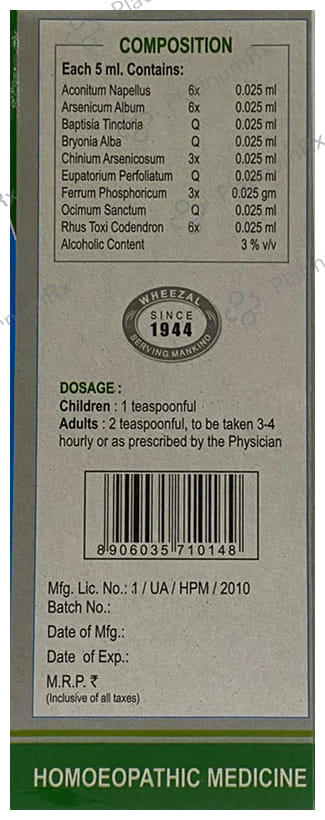 COMPOSITION
Each 5 ml. Contains:
Aconitum Napellus 6x 0.025 ml
Arsenicum Album 6x 0.025 ml
Baptisia Tinctoria Q 0.025 ml
Bryonia Alba Q 0.025 ml
Chinium Arsenicosum 3x 0.025 ml
Eupatorium Perfoliatum Q 0.025 ml
Ferrum Phosphoricum 3x 0.025 gm
Ocimum Sanctum Q 0.025 ml
Rhus Toxi Codendron 6x 0.025 ml
Alcoholic Content 3 % v/v
WHEEZAL
SINCE
1944
SERVING MANKIND
DOSAGE :
Children : 1 teaspoonful
Adults : 2 teaspoonful, to be taken 3-4
hourly or as prescribed by the Physician
8906035710148
Mfg. Lic. No.: 1 / UA / HPM / 2010
Batch No.:
Date of Mfg.:
Date of Exp.:
M.R.P. ₹
(Inclusive of all taxes)
HOMOEOPATHIC MEDICINE